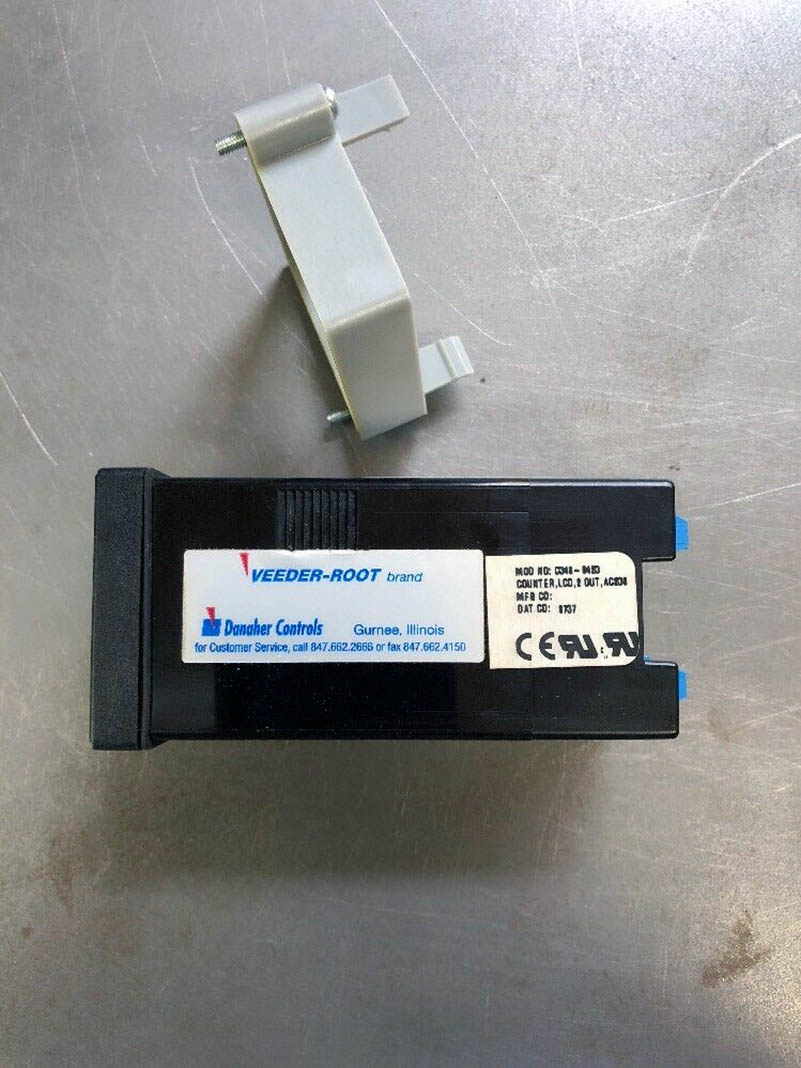 VEEDER-ROOT brand
Danaher Controls Gurnee, Illinois
for Customer Service, call 847.662.2666 or fax 847.662.4150
MOD NO:
COUNTER,LCD,2 OUT,
MFG CD:
DAT CD: 9737
CE